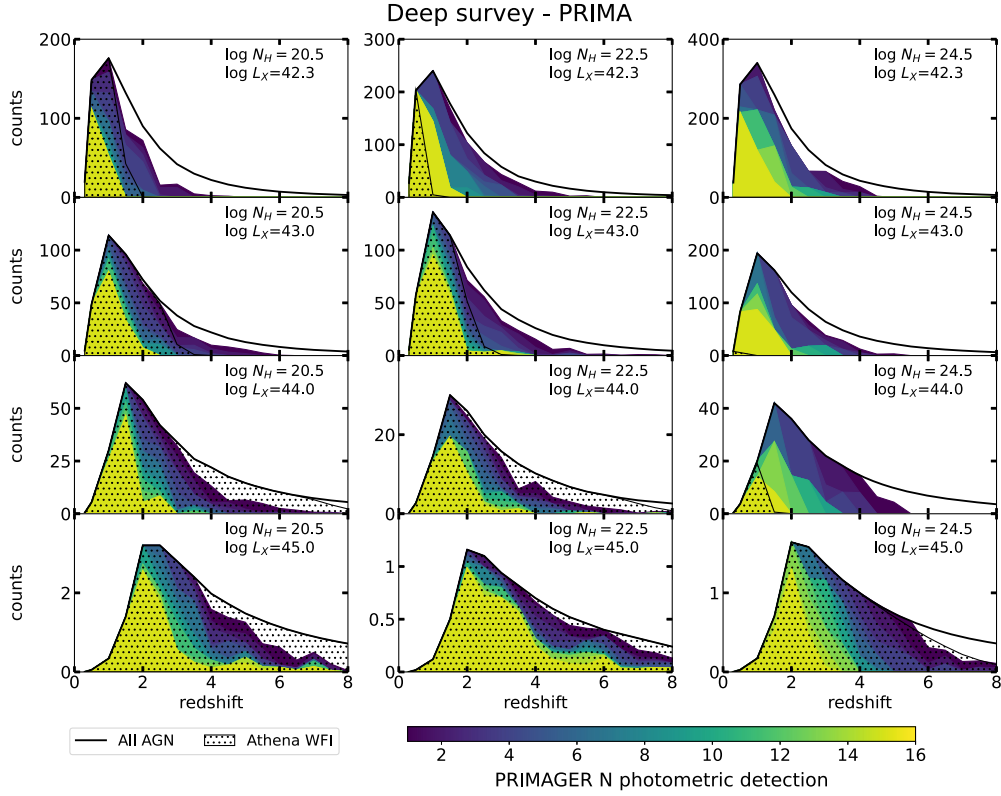 Deep survey - PRIMA
200
100
0
counts
log N_H = 20.5
log L_X=42.3
300
200
100
0
log N_H = 22.5
log L_X=42.3
400
200
0
log N_H = 24.5
log L_X=42.3
100
50
0
counts
log N_H = 20.5
log L_X=43.0
100
50
0
log N_H = 22.5
log L_X=43.0
200
100
0
log N_H = 24.5
log L_X=43.0
50
25
0
counts
log N_H = 20.5
log L_X=44.0
20
0
log N_H = 22.5
log L_X=44.0
40
20
0
log N_H = 24.5
log L_X=44.0
2
0
counts
log N_H = 20.5
log L_X=45.0
1
0.5
0
log N_H = 22.5
log L_X=45.0
1
0
log N_H = 24.5
log L_X=45.0
0 2 4 6 8
0 2 4 6 8
0 2 4 6 8
redshift redshift redshift
All AGN Athena WFI
2 4 6 8 10 12 14 16
PRIMAGER N photometric detection